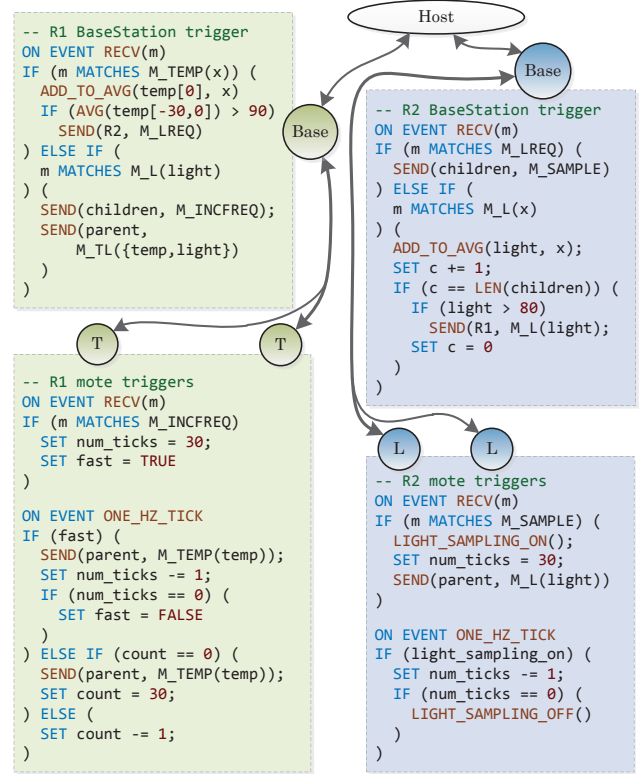 Host
Base
Base
-- R1 BaseStation trigger
ON EVENT RECV(m)
IF (m MATCHES M_TEMP(x)) (
ADD_TO_AVG(temp[0], x)
IF (AVG(temp[-30,0]) > 90)
SEND(R2, M_LREQ)
) ELSE IF (
m MATCHES M_L(light)
) (
SEND(children, M_INCFREQ);
SEND(parent,
M_TL({temp,light})
)
)
T
T
-- R1 mote triggers
ON EVENT RECV(m)
IF (m MATCHES M_INCFREQ)
SET num_ticks = 30;
SET fast = TRUE
)
ON EVENT ONE_HZ_TICK
IF (fast) (
SEND(parent, M_TEMP(temp));
SET num_ticks -= 1;
IF (num_ticks == 0) (
SET fast = FALSE
)
) ELSE IF (count == 0) (
SEND(parent, M_TEMP(temp));
SET count = 30;
) ELSE (
SET count -= 1;
)
-- R2 BaseStation trigger
ON EVENT RECV(m)
IF (m MATCHES M_LREQ) (
SEND(children, M_SAMPLE)
) ELSE IF (
m MATCHES M_L(x)
) (
ADD_TO_AVG(light, x);
SET c += 1;
IF (c == LEN(children)) (
IF (light > 80)
SEND(R1, M_L(light);
SET c = 0
)
)
L
L
-- R2 mote triggers
ON EVENT RECV(m)
IF (m MATCHES M_SAMPLE) (
LIGHT_SAMPLING_ON();
SET num_ticks = 30;
SEND(parent, M_L(light))
)
ON EVENT ONE_HZ_TICK
IF (light_sampling_on) (
SET num_ticks -= 1;
IF (num_ticks == 0) (
LIGHT_SAMPLING_OFF()
)
)